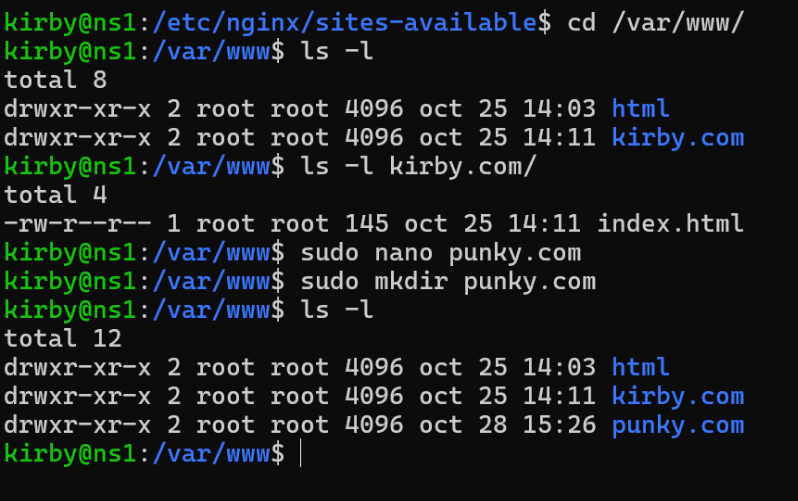 kirby@ns1:/etc/nginx/sites-available$ cd /var/www/
kirby@ns1:/var/www$ ls -l
total 8
drwxr-xr-x 2 root root 4096 oct 25 14:03 html
drwxr-xr-x 2 root root 4096 oct 25 14:11 kirby.com
kirby@ns1:/var/www$ ls -l kirby.com/
total 4
-rw-r--r-- 1 root root 145 oct 25 14:11 index.html
kirby@ns1:/var/www$ sudo nano punky.com
kirby@ns1:/var/www$ sudo mkdir punky.com
kirby@ns1:/var/www$ ls -l
total 12
drwxr-xr-x 2 root root 4096 oct 25 14:03 html
drwxr-xr-x 2 root root 4096 oct 25 14:11 kirby.com
drwxr-xr-x 2 root root 4096 oct 28 15:26 punky.com
kirby@ns1:/var/www$